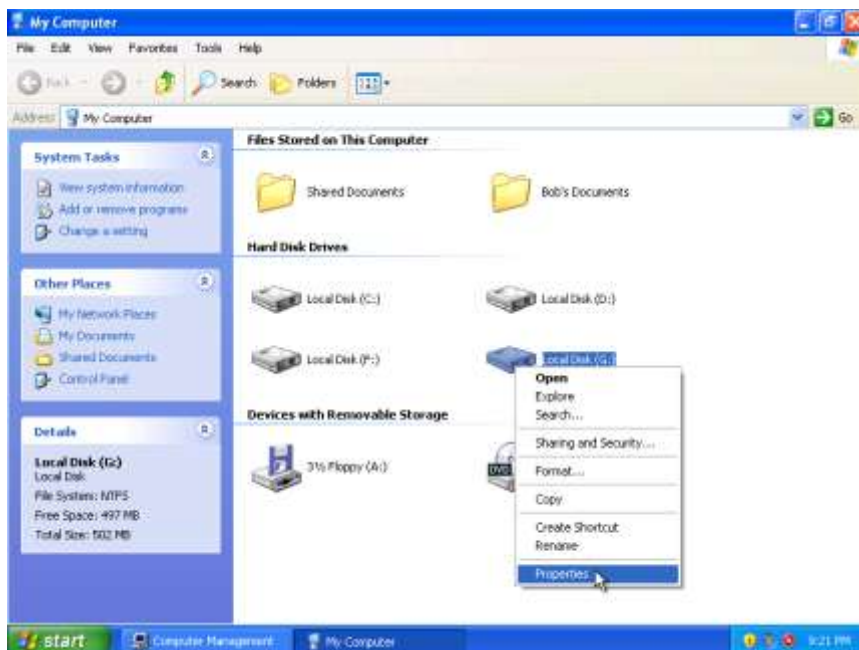 My Computer
File Edit View Favorites Tools Help
Back Search Folders
Address My Computer Go
System Tasks
View system information
Add or remove programs
Change a setting
Other Places
My Network Places
My Documents
Shared Documents
Control Panel
Details
Local Disk (G:)
Local Disk
File System: NTFS
Free Space: 497 MB
Total Size: 502 MB
Files Stored on This Computer
Shared Documents
Bob's Documents
Hard Disk Drives
Local Disk (C:)
Local Disk (D:)
Local Disk (F:)
Local Disk (G:)
Devices with Removable Storage
3½ Floppy (A:)
DVD
Open
Explore
Search...
Sharing and Security...
Format...
Copy
Create Shortcut
Rename
Properties
start Computer Management My Computer 9:21 PM